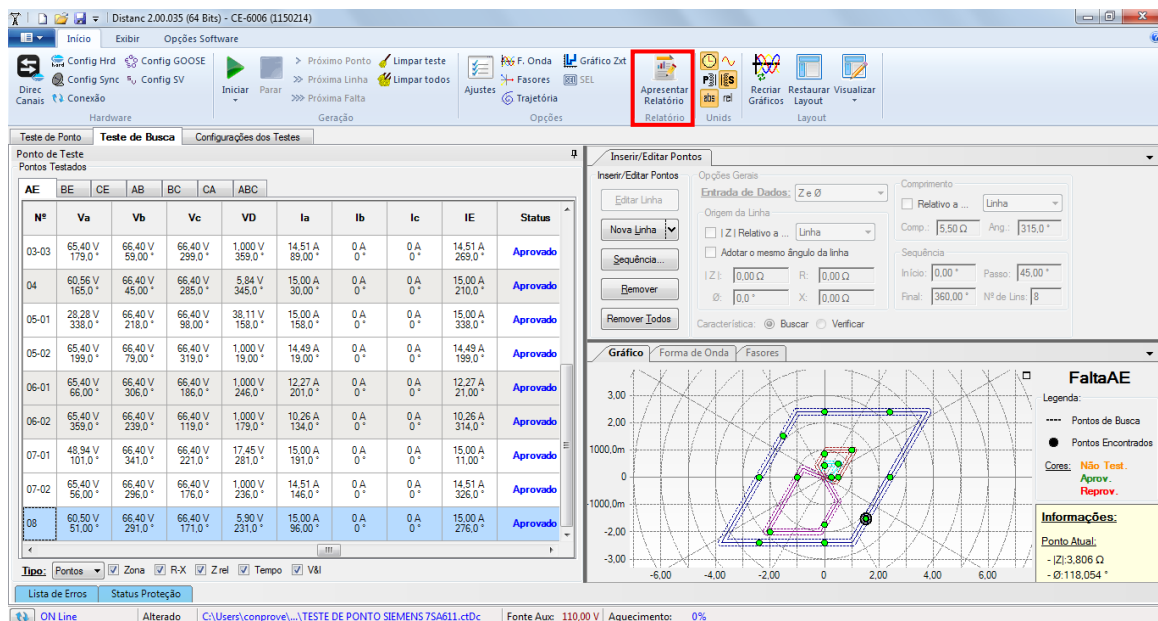 Distanc 2.00.035 (64 Bits) - CE-6006 (1150214)
Início Exibir Opções Software
Direc Canais
Config Hrd Config GOOSE
Config Sync Config SV
Conexão
Hardware
Iniciar Parar
> Próximo Ponto Limpar teste
>> Próxima Linha Limpar todos
>>> Próxima Falta
Geração
Ajustes
F. Onda Gráfico Zxt
Fasores SEL
Trajetória
Opções
Apresentar Relatório
Relatório
abs rel
Unids
Recriar Gráficos Restaurar Layout Visualizar
Layout
Teste de Ponto Teste de Busca Configurações dos Testes
Ponto de Teste
Pontos Testados
AE BE CE AB BC CA ABC
Nº Va Vb Vc VD Ia Ib Ic IE Status
03-03 65,40 V 66,40 V 66,40 V 1,000 V 14,51 A 0 A 0 A 14,51 A Aprovado
179,0 ° 59,00 ° 299,0 ° 359,0 ° 89,00 ° 0 ° 0 ° 269,0 °
04 60,56 V 66,40 V 66,40 V 5,84 V 15,00 A 0 A 0 A 15,00 A Aprovado
165,0 ° 45,00 ° 285,0 ° 345,0 ° 30,00 ° 0 ° 0 ° 210,0 °
05-01 28,28 V 66,40 V 66,40 V 38,11 V 15,00 A 0 A 0 A 15,00 A Aprovado
338,0 ° 218,0 ° 98,00 ° 158,0 ° 158,0 ° 0 ° 0 ° 338,0 °
05-02 65,40 V 66,40 V 66,40 V 1,000 V 14,49 A 0 A 0 A 14,49 A Aprovado
199,0 ° 79,00 ° 319,0 ° 19,00 ° 19,00 ° 0 ° 0 ° 199,0 °
06-01 65,40 V 66,40 V 66,40 V 1,000 V 12,27 A 0 A 0 A 12,27 A Aprovado
66,00 ° 306,0 ° 186,0 ° 246,0 ° 201,0 ° 0 ° 0 ° 21,00 °
06-02 65,40 V 66,40 V 66,40 V 1,000 V 10,26 A 0 A 0 A 10,26 A Aprovado
359,0 ° 239,0 ° 119,0 ° 179,0 ° 134,0 ° 0 ° 0 ° 314,0 °
07-01 48,94 V 66,40 V 66,40 V 17,45 V 15,00 A 0 A 0 A 15,00 A Aprovado
101,0 ° 341,0 ° 221,0 ° 281,0 ° 191,0 ° 0 ° 0 ° 11,00 °
07-02 65,40 V 66,40 V 66,40 V 1,000 V 14,51 A 0 A 0 A 14,51 A Aprovado
56,00 ° 296,0 ° 176,0 ° 236,0 ° 146,0 ° 0 ° 0 ° 326,0 °
08 60,50 V 66,40 V 66,40 V 5,90 V 15,00 A 0 A 0 A 15,00 A Aprovado
51,00 ° 291,0 ° 171,0 ° 231,0 ° 96,00 ° 0 ° 0 ° 276,0 °
Tipo: Pontos Zona R-X Z rel Tempo V&I
Lista de Erros Status Proteção
Inserir/Editar Pontos
Inserir/Editar Pontos
Editar Linha
Nova Linha
Sequência...
Remover
Remover Todos
Opções Gerais
Entrada de Dados: Z e Ø
Origem da Linha
| Z | Relativo a ... Linha
Adotar o mesmo ângulo da linha
| Z |: 0,00 Ω R: 0,00 Ω
Ø: 0,0 ° X: 0,00 Ω
Característica: Buscar Verificar
Comprimento
Relativo a ... Linha
Comp.: 5,50 Ω Ang.: 315,0 °
Sequência
Início: 0,00 ° Passo: 45,00 °
Final: 360,00 ° Nº de Lins: 8
Gráfico Forma de Onda Fasores
3,00
2,00
1000,0m
0
-1000,0m
-2,00
-3,00
-6,00 -4,00 -2,00 0 2,00 4,00 6,00
FaltaAE
Legenda:
Pontos de Busca
Pontos Encontrados
Cores: Não Test.
Aprov.
Reprov.
Informações:
Ponto Atual:
- |Z|:3,806 Ω
- Ø:118,054 °
ON Line Alterado C:\Users\conprove\...\TESTE DE PONTO SIEMENS 7SA611.ctDc Fonte Aux: 110,00 V Aquecimento: 0%